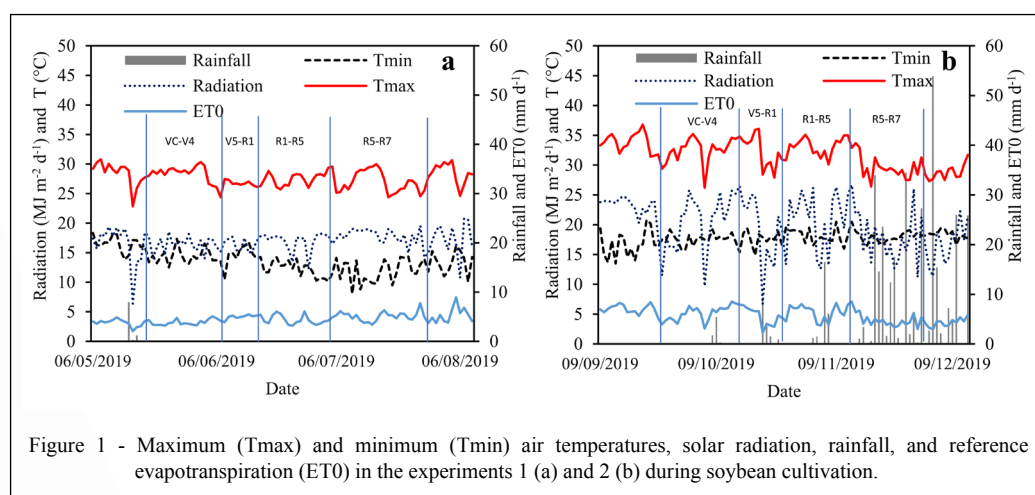 50
45
40
35
30
25
20
15
10
5
0
Radiation (MJ m⁻² d⁻¹) and T (°C)
Rainfall
Tmin
Radiation
Tmax
ET0
a
VC-V4
V5-R1
R1-R5
R5-R7
60
50
40
30
20
10
0
Rainfall and ET0 (mm d⁻¹)
06/05/2019
06/06/2019
06/07/2019
06/08/2019
Date
50
45
40
35
30
25
20
15
10
5
0
Radiation (MJ m⁻² d⁻¹) and T (°C)
Rainfall
Tmin
Radiation
Tmax
ET0
b
VC-V4
V5-R1
R1-R5
R5-R7
60
50
40
30
20
10
0
Rainfall and ET0 (mm d⁻¹)
09/09/2019
09/10/2019
09/11/2019
09/12/2019
Date
Figure 1 - Maximum (Tmax) and minimum (Tmin) air temperatures, solar radiation, rainfall, and reference
evapotranspiration (ET0) in the experiments 1 (a) and 2 (b) during soybean cultivation.